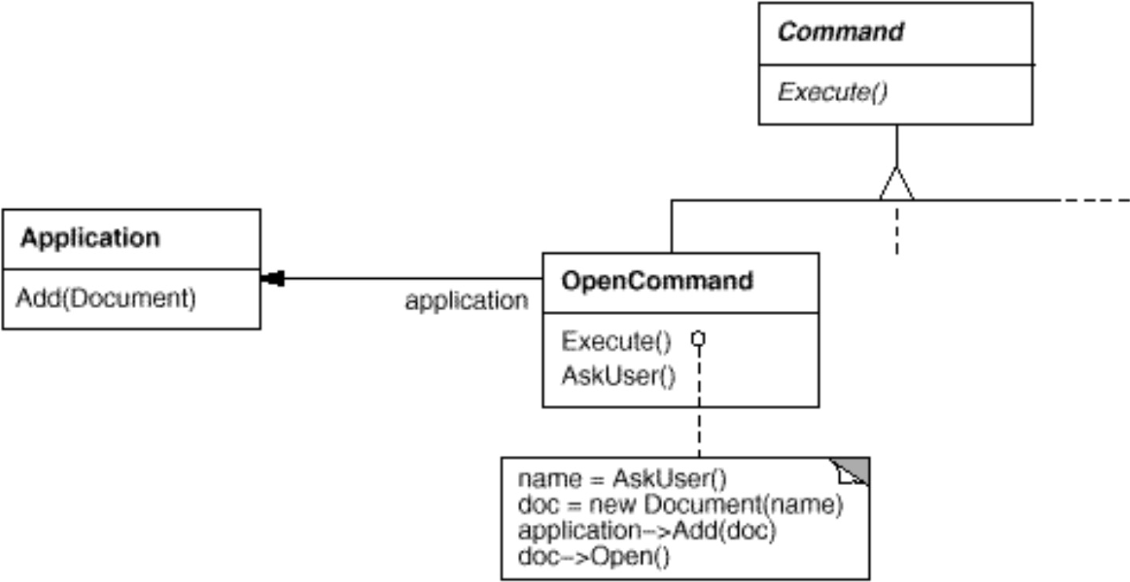 Command
Execute()
Application
Add(Document)
application
OpenCommand
Execute()
AskUser()
name = AskUser()
doc = new Document(name)
application->Add(doc)
doc->Open()